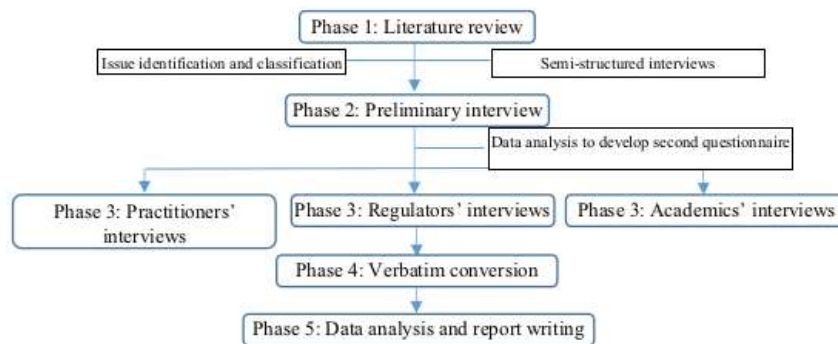 Phase 1: Literature review
Issue identification and classification
Semi-structured interviews
Phase 2: Preliminary interview
Data analysis to develop second questionnaire
Phase 3: Practitioners’
interviews
Phase 3: Regulators’ interviews
Phase 3: Academics’ interviews
Phase 4: Verbatim conversion
Phase 5: Data analysis and report writing